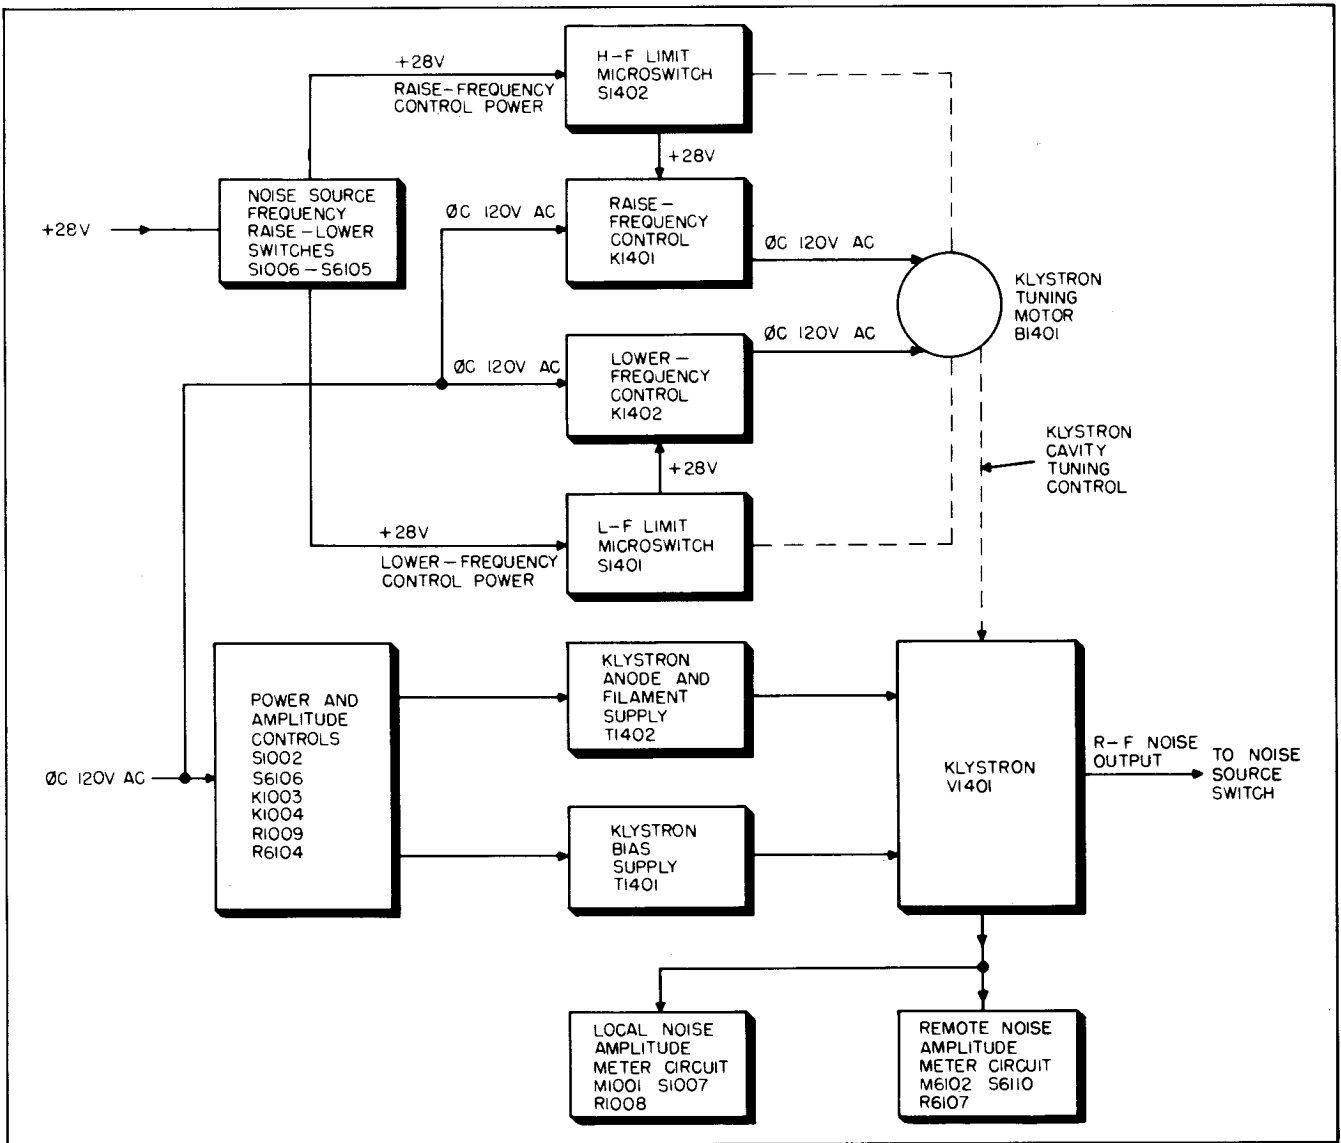 +28V
RAISE-FREQUENCY
CONTROL POWER
H-F LIMIT
MICROSWITCH
S1402
+28V
NOISE SOURCE
FREQUENCY
RAISE-LOWER
SWITCHES
S1006-S6105
+28V
ØC 120V AC
RAISE-
FREQUENCY
CONTROL
K1401
ØC 120V AC
KLYSTRON
TUNING
MOTOR
B1401
ØC 120V AC
LOWER-
FREQUENCY
CONTROL
K1402
ØC 120V AC
+28V
KLYSTRON
CAVITY
TUNING
CONTROL
+28V
LOWER-FREQUENCY
CONTROL POWER
L-F LIMIT
MICROSWITCH
S1401
ØC 120V AC
POWER AND
AMPLITUDE
CONTROLS
S1002
S6106
K1003
K1004
R1009
R6104
KLYSTRON
ANODE AND
FILAMENT
SUPPLY
T1402
KLYSTRON
BIAS
SUPPLY
T1401
KLYSTRON
V1401
R-F NOISE
OUTPUT
TO NOISE
SOURCE
SWITCH
LOCAL NOISE
AMPLITUDE
METER CIRCUIT
M1001 S1007
R1008
REMOTE NOISE
AMPLITUDE
METER CIRCUIT
M6102 S6110
R6107